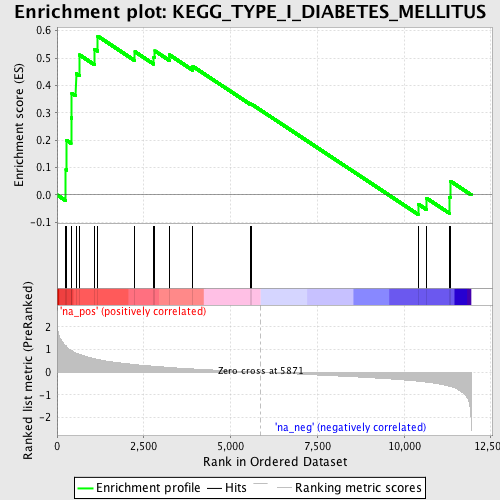 Enrichment plot: KEGG_TYPE_I_DIABETES_MELLITUS
Enrichment score (ES)
0.6
0.5
0.4
0.3
0.2
0.1
0.0
-0.1
'na_pos' (positively correlated)
Ranked list metric (PreRanked)
2
1
0
-1
-2
Zero cross at 5871
'na_neg' (negatively correlated)
0
2,500
5,000
7,500
10,000
12,500
Rank in Ordered Dataset
Enrichment profile
Hits
Ranking metric scores